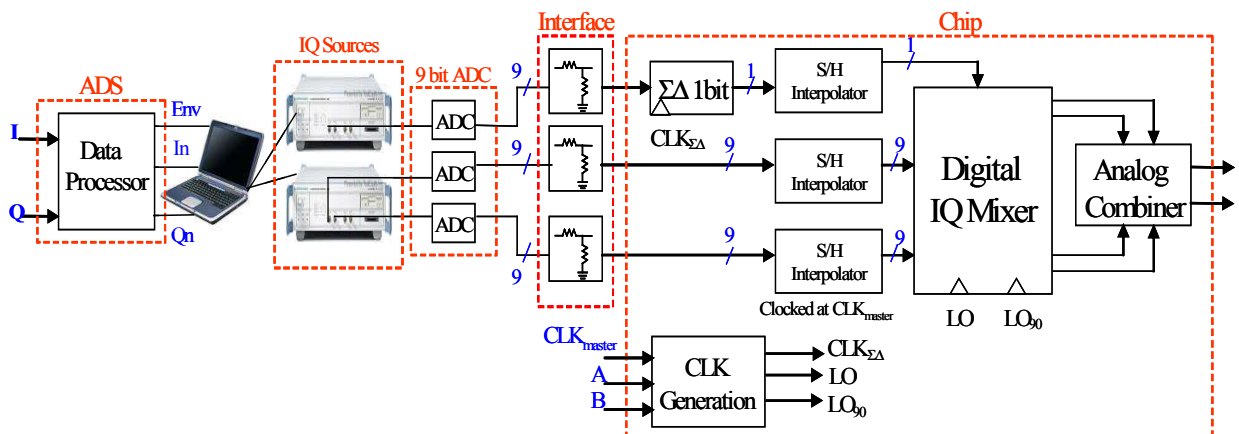 Interface
Chip
IQ Sources
ADS
9 bit ADC
I
Q
Data
Processor
Env
In
Qn
ADC
ADC
ADC
9
9
9
ΣΔ 1bit
CLKΣΔ
1
9
9
S/H
Interpolator
S/H
Interpolator
S/H
Interpolator
Clocked at CLKmaster
1
9
9
Digital
IQ Mixer
LO
LO90
Analog
Combiner
CLKmaster
A
B
CLK
Generation
CLKΣΔ
LO
LO90